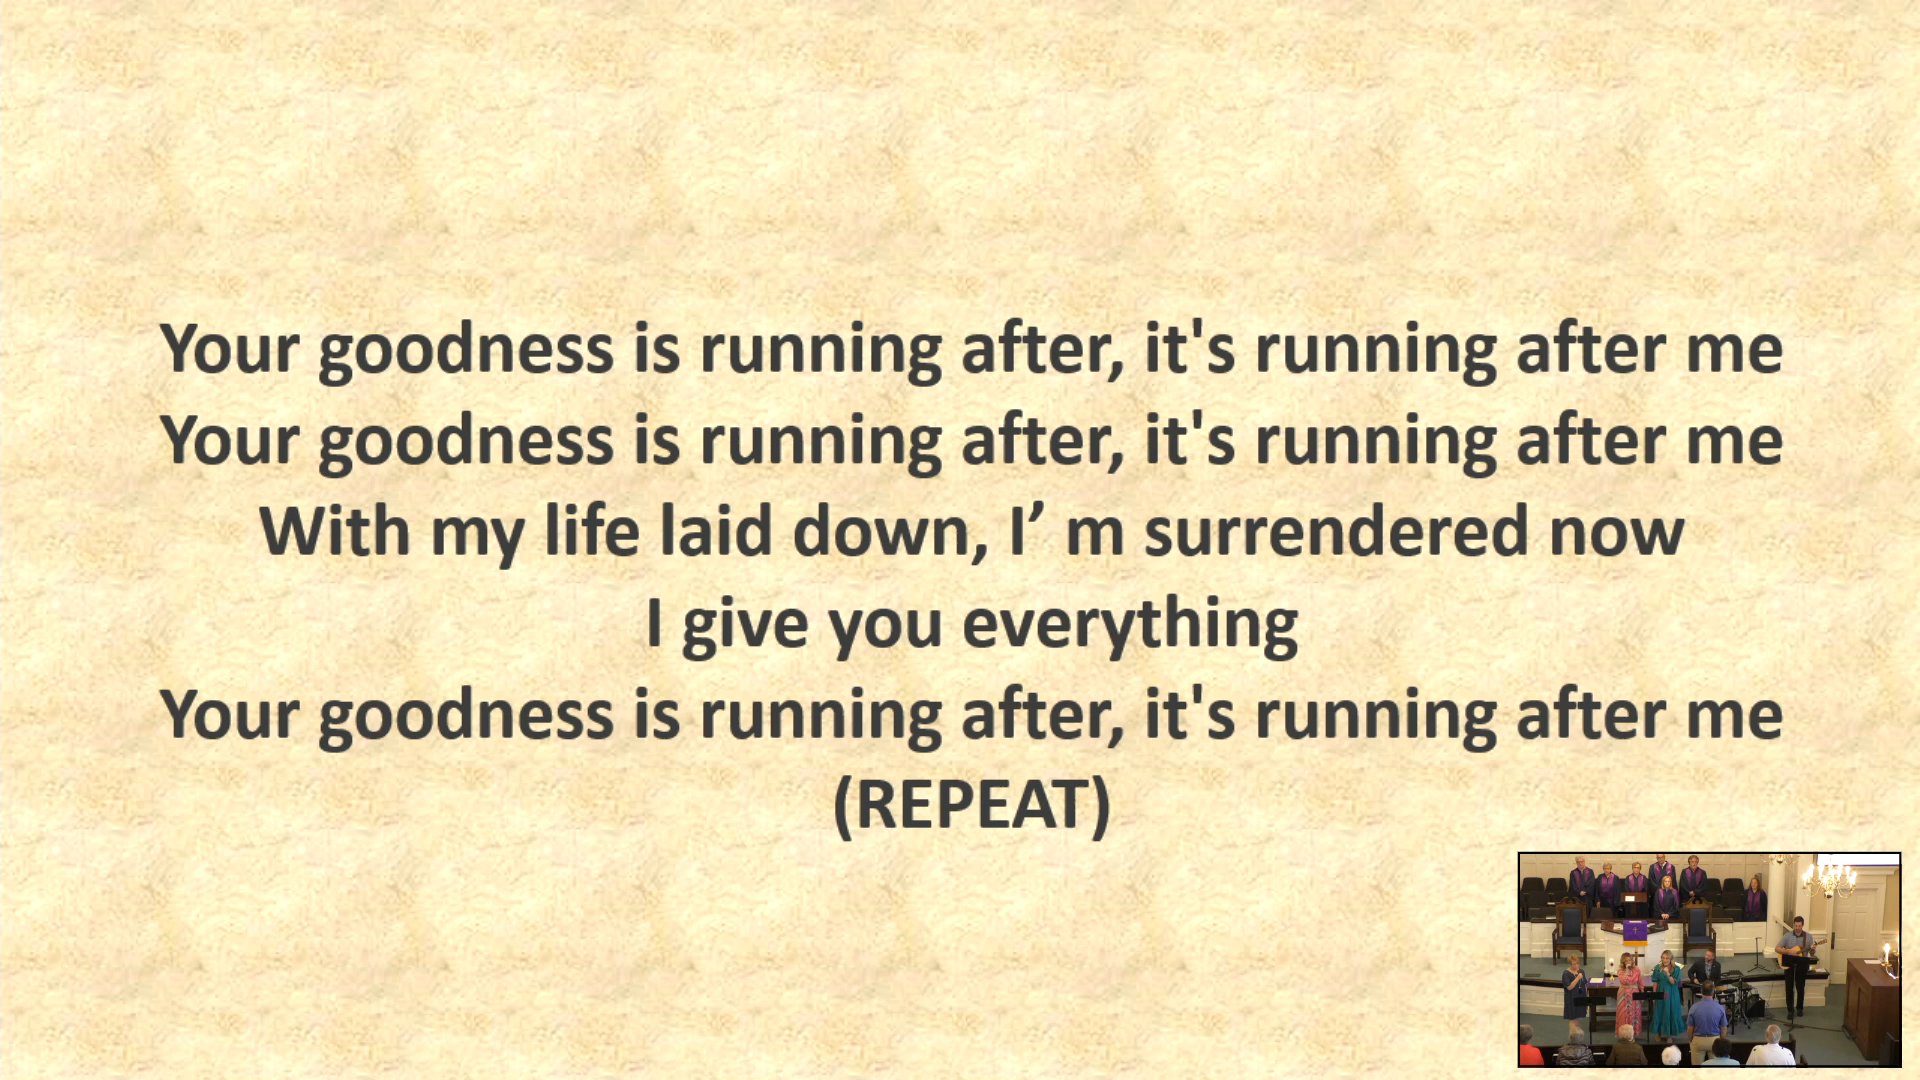 Your goodness is running after, it's running after me
Your goodness is running after, it's running after me
With my life laid down, I’ m surrendered now
I give you everything
Your goodness is running after, it's running after me
(REPEAT)